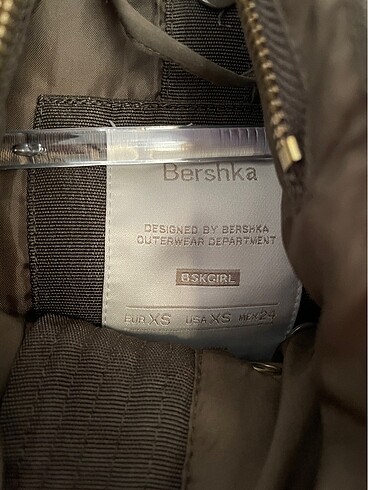 Bershka
DESIGNED BY BERSHKA
OUTERWEAR DEPARTMENT
BSKGIRL
EUR XS USA XS MEX 24